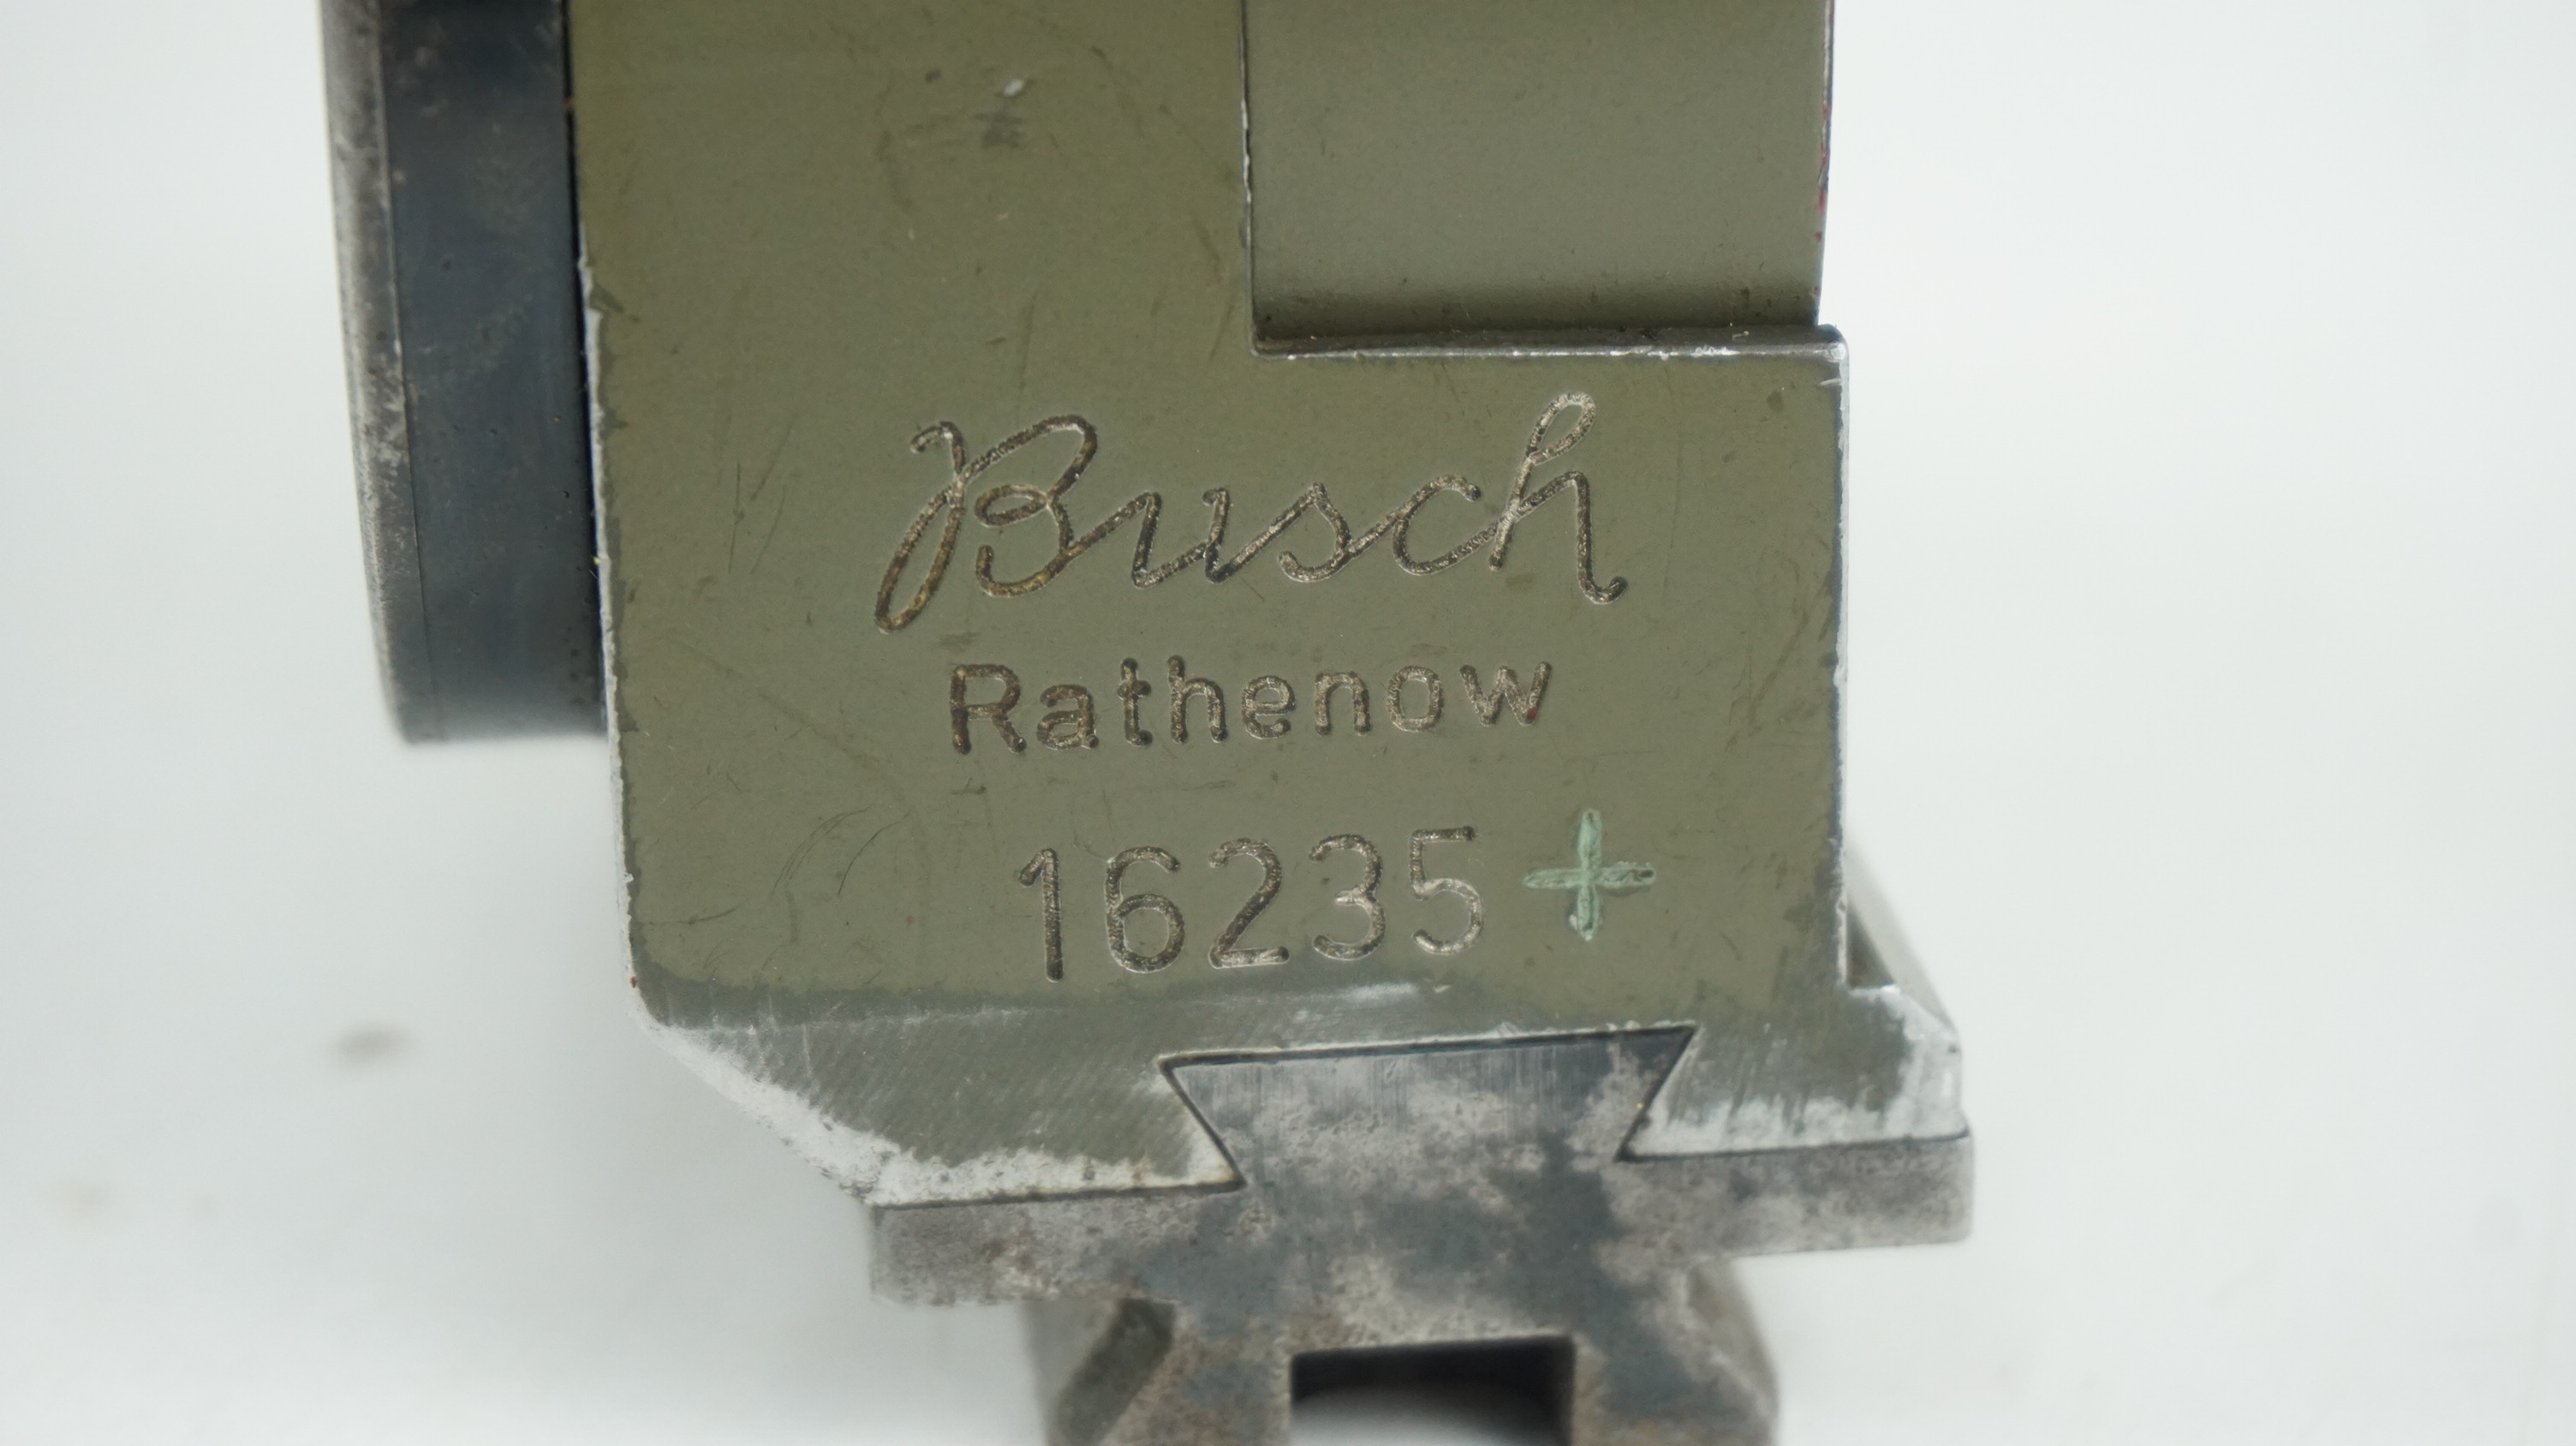 Busch
Rathenow
16235 +